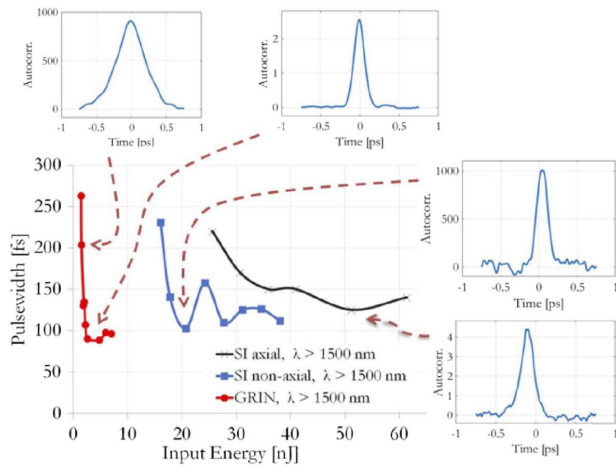 1000
500
0
Autocorr.
-1 -0.5 0 0.5 1
Time [ps]
2
1
0
Autocorr.
-1 -0.5 0 0.5 1
Time [ps]
300
250
200
150
100
50
0
Pulsewidth [fs]
0 10 20 30 40 50 60
Input Energy [nJ]
SI axial, λ > 1500 nm
SI non-axial, λ > 1500 nm
GRIN, λ > 1500 nm
1000
500
0
Autocorr.
-1 -0.5 0 0.5 1
Time [ps]
4
3
2
1
0
Autocorr.
-1 -0.5 0 0.5 1
Time [ps]